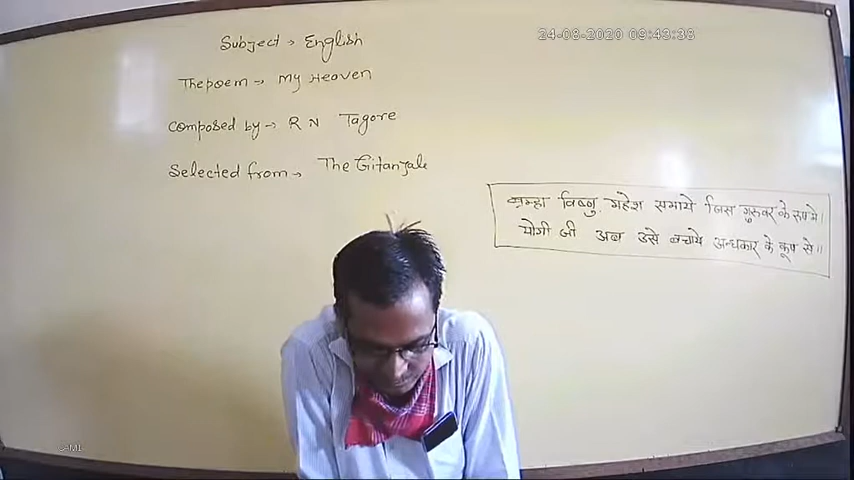 Subject → English
24-08-2020 09:43:38
The poem → My Heaven
Composed by → R N Tagore
Selected from → The Gitanjali
ब्रम्हा विष्णु, महेश समाये जिस गुरुवर के रूप मे।
योगी जी अब उसे बचाये अन्धकार के कूप से॥